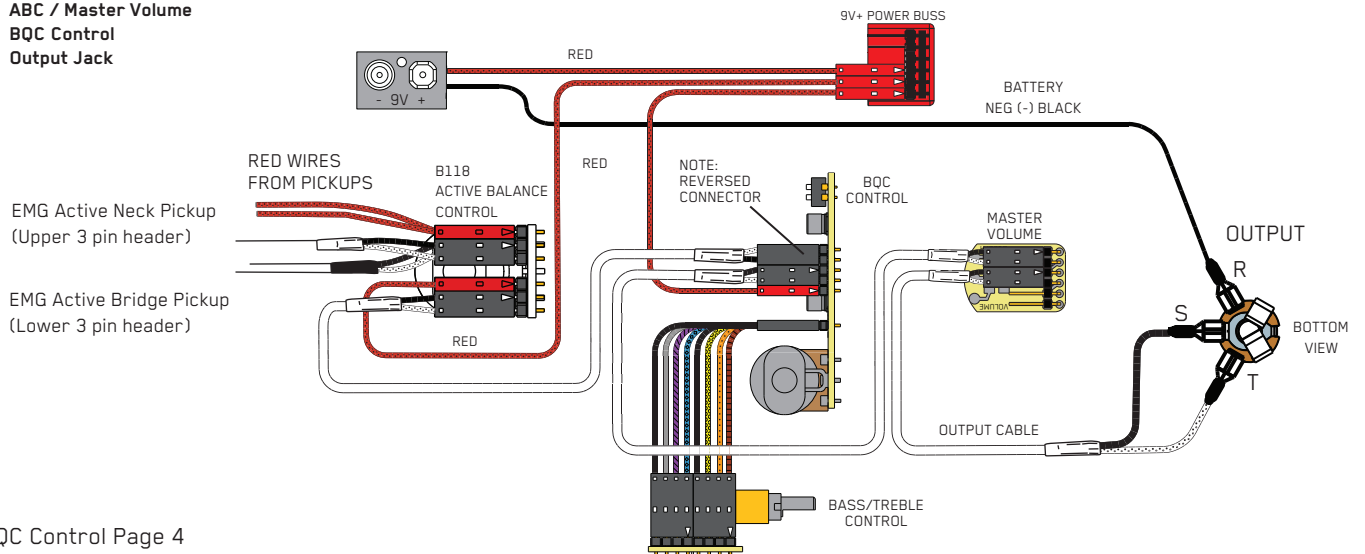 ABC / Master Volume
BQC Control
Output Jack
9V+ POWER BUSS
RED
- 9V +
BATTERY
NEG (-) BLACK
RED WIRES
FROM PICKUPS
B118
ACTIVE BALANCE
CONTROL
RED
NOTE:
REVERSED
CONNECTOR
BQC
CONTROL
MASTER
VOLUME
EMG Active Neck Pickup
(Upper 3 pin header)
OUTPUT
R
EMG Active Bridge Pickup
(Lower 3 pin header)
VOLUME
S
BOTTOM
VIEW
RED
T
OUTPUT CABLE
BASS/TREBLE
CONTROL
QC Control Page 4